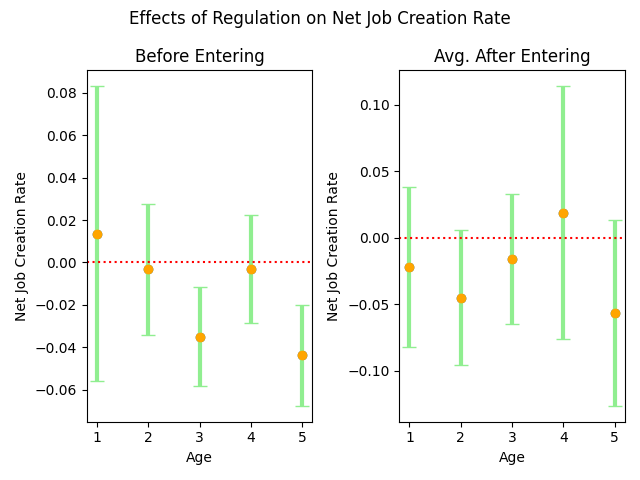 Effects of Regulation on Net Job Creation Rate
Before Entering
Net Job Creation Rate
0.08
0.06
0.04
0.02
0.00
−0.02
−0.04
−0.06
1 2 3 4 5
Age
Avg. After Entering
Net Job Creation Rate
0.10
0.05
0.00
−0.05
−0.10
1 2 3 4 5
Age